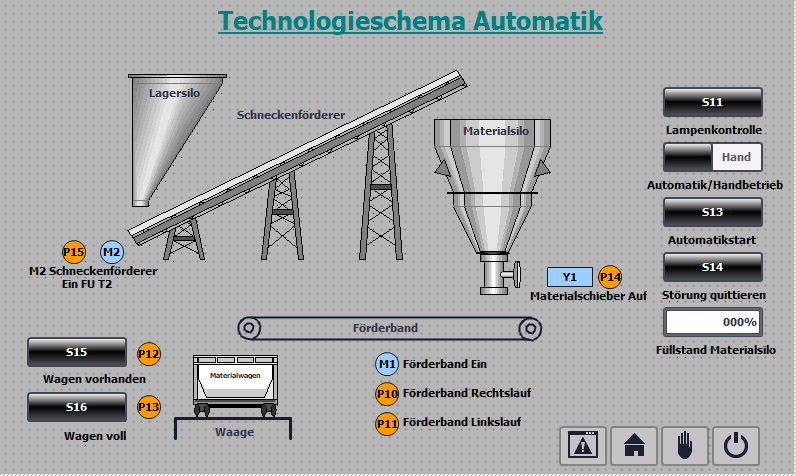 Technologieschema Automatik
Lagersilo
Schneckenförderer
Materialsilo
S11
Lampenkontrolle
Hand
Automatik/Handbetrieb
S13
Automatikstart
S14
Störung quittieren
000%
Füllstand Materialsilo
P15
M2
M2 Schneckenförderer
Ein FU T2
Y1
P14
Materialschieber Auf
Förderband
S15
P12
Wagen vorhanden
S16
P13
Wagen voll
Materialwagen
Waage
M1
Förderband Ein
P10
Förderband Rechtslauf
P11
Förderband Linkslauf